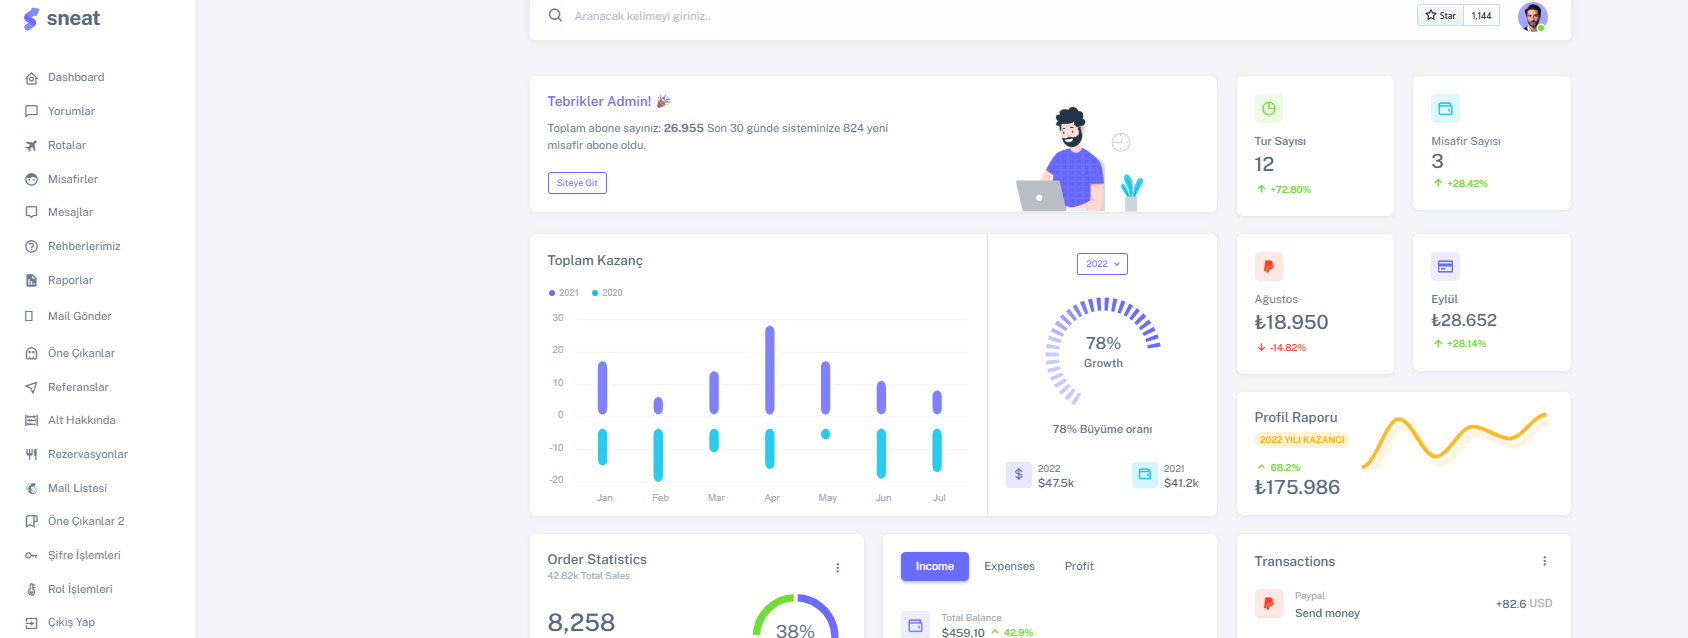 sneat
Dashboard
Yorumlar
Rotalar
Misafirler
Mesajlar
Rehberlerimiz
Raporlar
Mail Gönder
Öne Çıkanlar
Referanslar
Alt Hakkında
Rezervasyonlar
Mail Listesi
Öne Çıkanlar 2
Şifre İşlemleri
Rol İşlemleri
Çıkış Yap
Aranacak kelimeyi giriniz..
Star 1,144
Tebrikler Admin! 🎉
Toplam abone sayınız: 26.955 Son 30 günde sisteminize 824 yeni
misafir abone oldu.
Siteye Git
Tur Sayısı
12
+72.80%
Misafir Sayısı
3
+28.42%
Toplam Kazanç
2021 2020
30
20
10
0
-10
-20
Jan Feb Mar Apr May Jun Jul
2022
78%
Growth
78% Büyüme oranı
2022
$47.5k
2021
$41.2k
Ağustos
₺18.950
-14.82%
Eylül
₺28.652
+28.14%
Profil Raporu
2022 YILI KAZANCI
68.2%
₺175.986
Order Statistics
42.82k Total Sales
8,258
38%
Income Expenses Profit
Total Balance
$459.10 42.9%
Transactions
Paypal
Send money
+82.6 USD